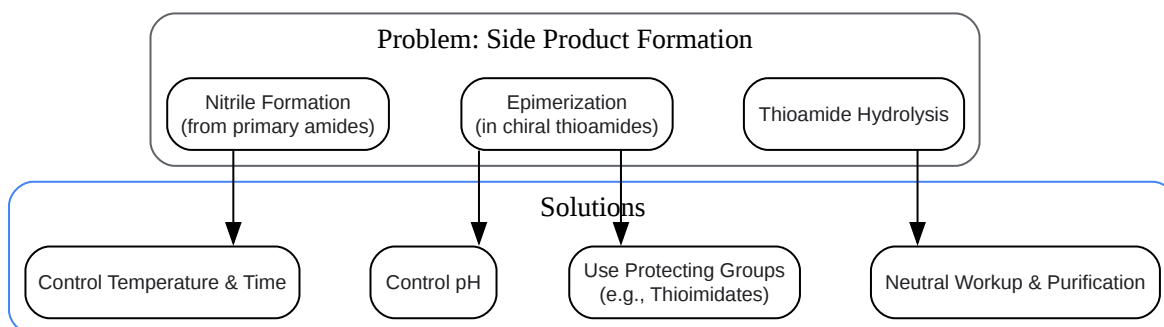 Problem: Side Product Formation
Nitrile Formation
(from primary amides)
Epimerization
(in chiral thioamides)
Thioamide Hydrolysis
Solutions
Control Temperature & Time
Control pH
Use Protecting Groups
(e.g., Thioimidates)
Neutral Workup & Purification